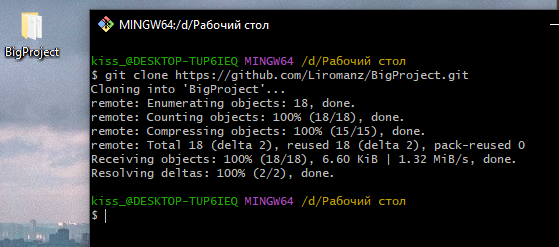 MINGW64:/d/Рабочий стол
BigProject
kiss_@DESKTOP-TUP6IEQ MINGW64 /d/Рабочий стол
$ git clone https://github.com/Liromanz/BigProject.git
Cloning into 'BigProject'...
remote: Enumerating objects: 18, done.
remote: Counting objects: 100% (18/18), done.
remote: Compressing objects: 100% (15/15), done.
remote: Total 18 (delta 2), reused 18 (delta 2), pack-reused 0
Receiving objects: 100% (18/18), 6.60 KiB | 1.32 MiB/s, done.
Resolving deltas: 100% (2/2), done.
kiss_@DESKTOP-TUP6IEQ MINGW64 /d/Рабочий стол
$